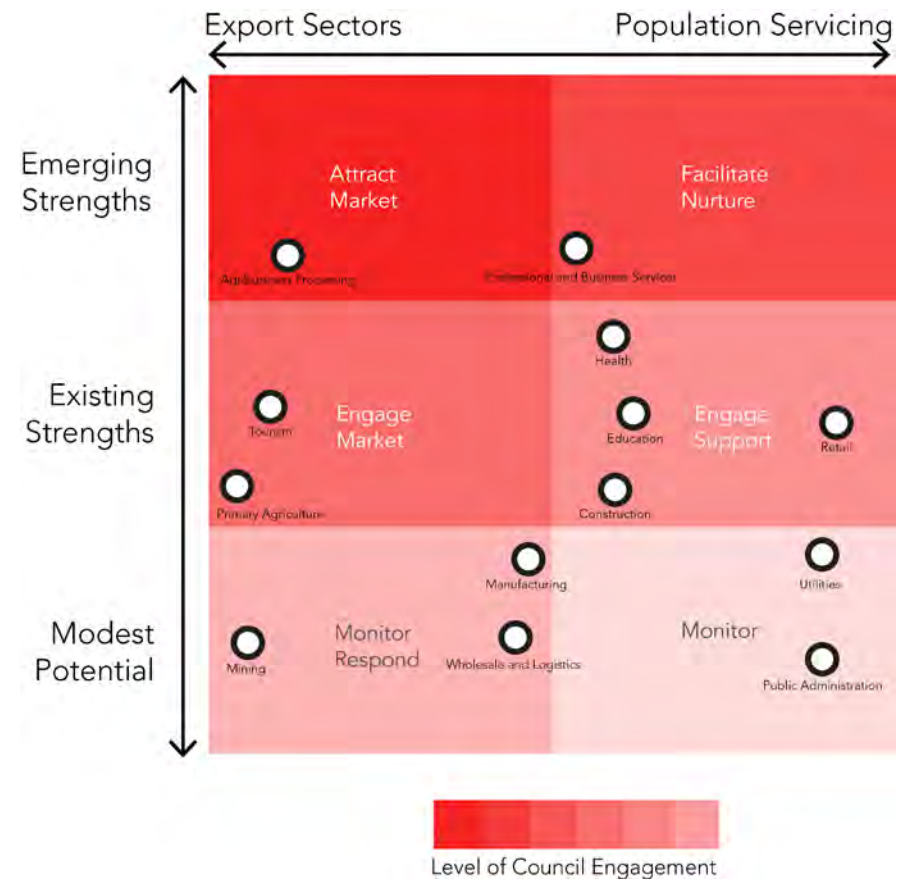 Export Sectors
Population Servicing
Emerging
Strengths
Attract
Market
Facilitate
Nurture
Agribusiness Processing
Professional and Business Services
Health
Existing
Strengths
Tourism
Engage
Market
Education
Engage
Support
Retail
Primary Agriculture
Construction
Manufacturing
Utilities
Modest
Potential
Mining
Monitor
Respond
Wholesale and Logistics
Monitor
Public Administration
Level of Council Engagement